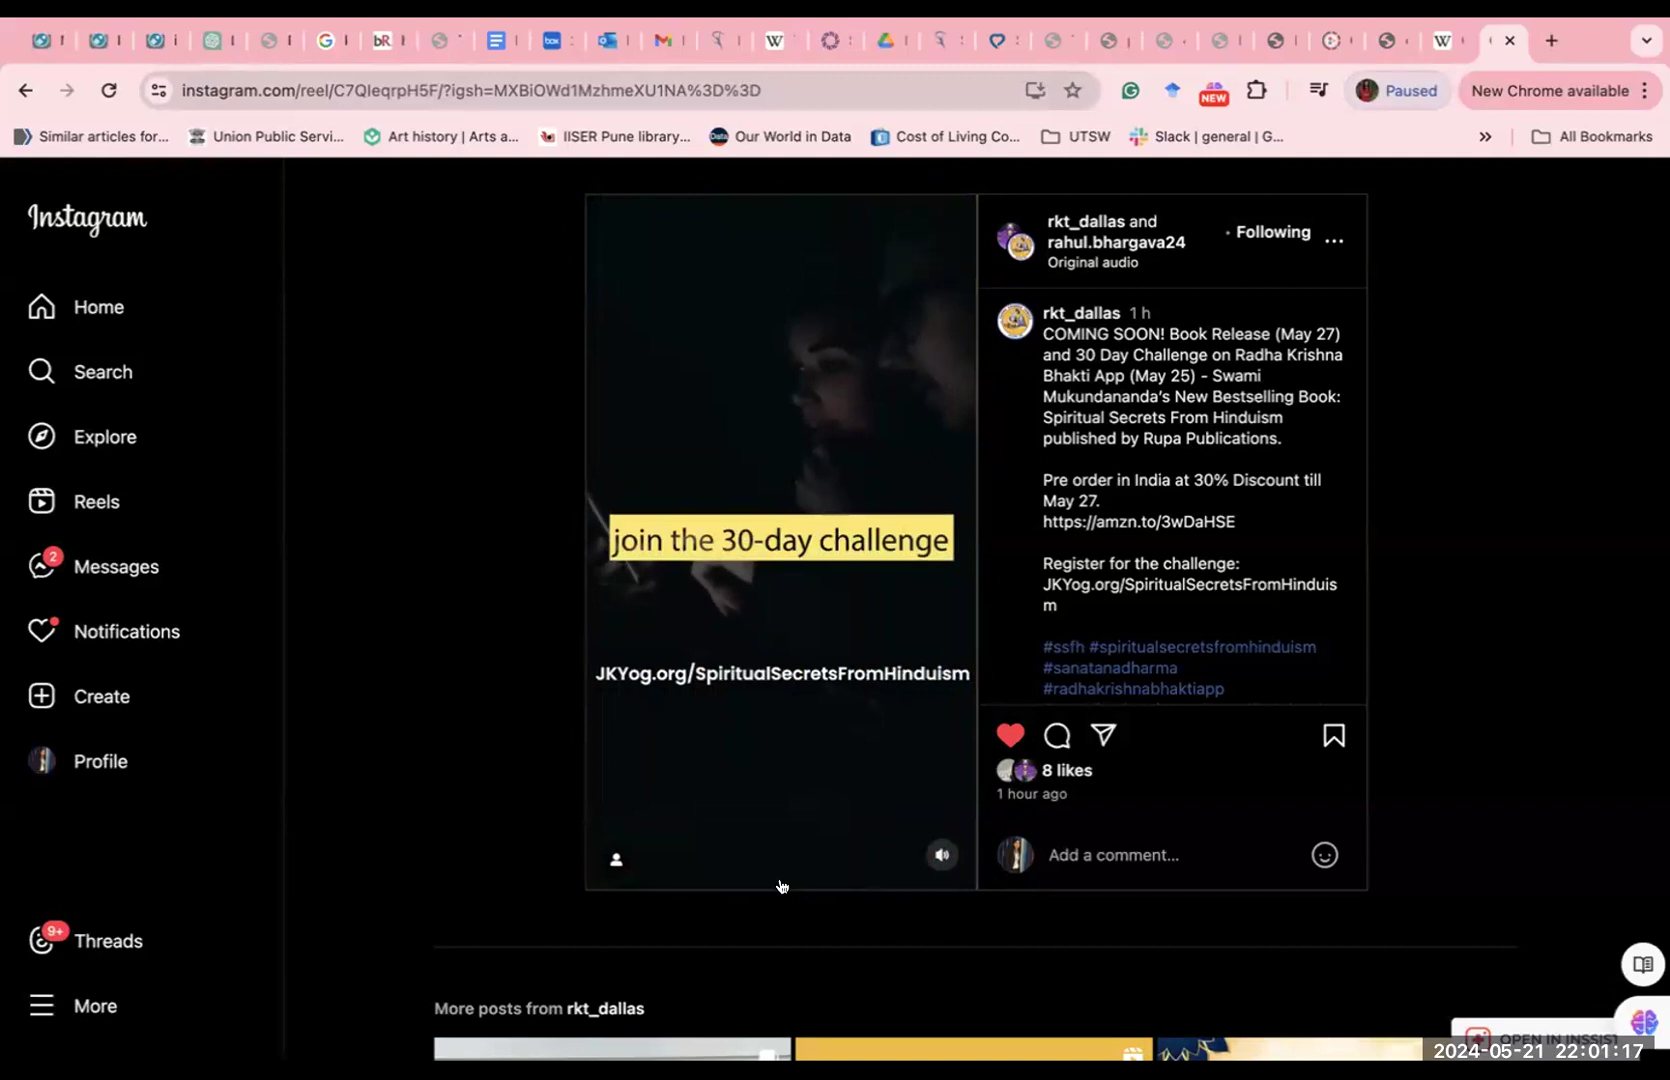 instagram.com/reel/C7QIeqrpH5F/?igsh=MXBiOWd1MzhmeXU1NA%3D%3D
NEW
Paused
New Chrome available
Similar articles for...
Union Public Servi...
Art history | Arts a...
IISER Pune library...
Our World in Data
Cost of Living Co...
UTSW
Slack | general | G...
All Bookmarks
Instagram
Home
Search
Explore
Reels
2
Messages
Notifications
Create
Profile
9+
Threads
More
join the 30-day challenge
JKYog.org/SpiritualSecretsFromHinduism
rkt_dallas and
rahul.bhargava24
• Following
Original audio
rkt_dallas 1 h
COMING SOON! Book Release (May 27)
and 30 Day Challenge on Radha Krishna
Bhakti App (May 25) - Swami
Mukundananda's New Bestselling Book:
Spiritual Secrets From Hinduism
published by Rupa Publications.
Pre order in India at 30% Discount till
May 27.
https://amzn.to/3wDaHSE
Register for the challenge:
JKYog.org/SpiritualSecretsFromHinduis
m
#ssfh #spiritualsecretsfromhinduism
#sanatanadharma
#radhakrishnabhaktiapp
8 likes
1 hour ago
Add a comment...
More posts from rkt_dallas
OPEN IN INSSIST
2024-05-21 22:01:17